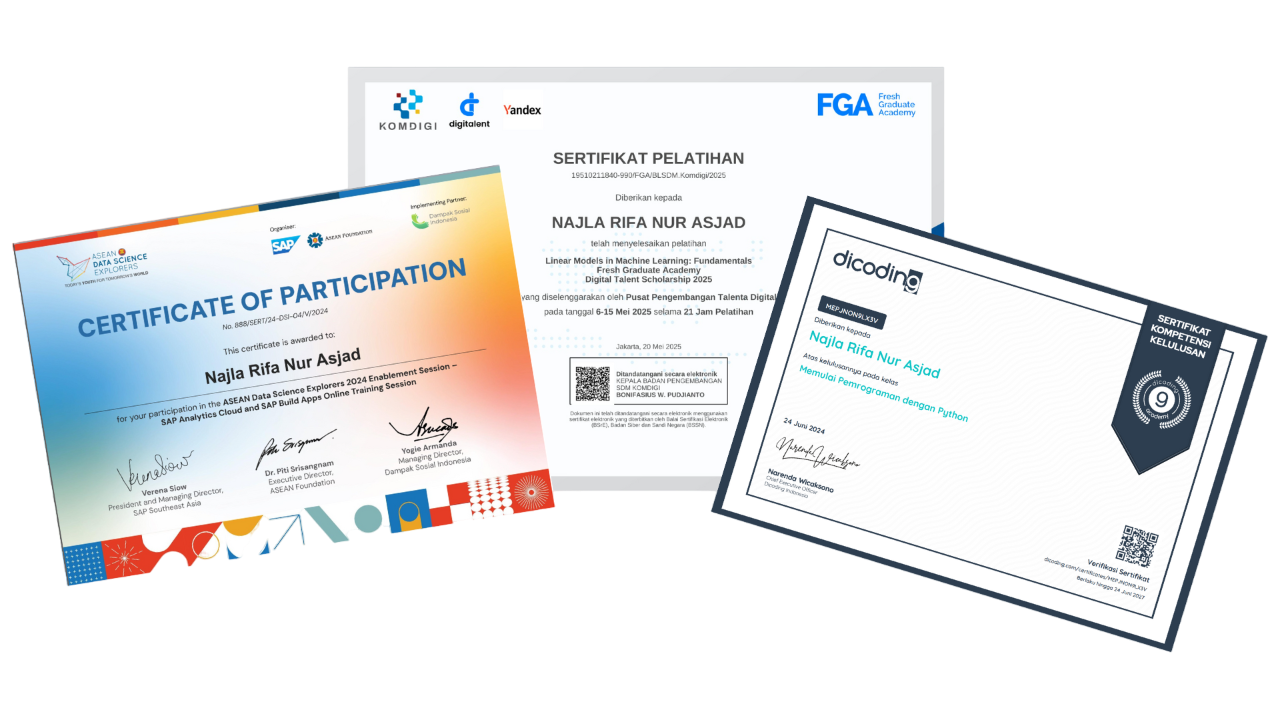 ASEAN
DATA SCIENCE
EXPLORERS
TODAY'S YOUTH FOR TOMORROW'S WORLD
Organiser:
SAP
ASEAN FOUNDATION
Implementing Partner:
Dampak Sosial
Indonesia
CERTIFICATE OF PARTICIPATION
No. 888/SERT/24-DSI-04/V/2024
This certificate is awarded to:
Najla Rifa Nur Asjad
for your participation in the ASEAN Data Science Explorers 2024 Enablement Session –
SAP Analytics Cloud and SAP Build Apps Online Training Session
Verena Siow
President and Managing Director,
SAP Southeast Asia
Dr. Piti Srisangnam
Executive Director,
ASEAN Foundation
Yogie Armanda
Managing Director,
Dampak Sosial Indonesia
KOMDIGI
digitalent
Yandex
FGA
Fresh
Graduate
Academy
SERTIFIKAT PELATIHAN
19510211840-990/FGA/BLSDM.Komdigi/2025
Diberikan kepada
NAJLA RIFA NUR ASJAD
telah menyelesaikan pelatihan
Linear Models in Machine Learning: Fundamentals
Fresh Graduate Academy
Digital Talent Scholarship 2025
yang diselenggarakan oleh Pusat Pengembangan Talenta Digital
pada tanggal 6-15 Mei 2025 selama 21 Jam Pelatihan
Jakarta, 20 Mei 2025
Ditandatangani secara elektronik
KEPALA BADAN PENGEMBANGAN
SDM KOMDIGI
BONIFASIUS W. PUDJIANTO
Dokumen ini telah ditandatangani secara elektronik menggunakan
sertifikat elektronik yang diterbitkan oleh Balai Sertifikasi Elektronik
(BSrE), Badan Siber dan Sandi Negara (BSSN).
dicoding
MEPJNON9LX3V
Diberikan kepada
Najla Rifa Nur Asjad
Atas kelulusannya pada kelas
Memulai Pemrograman dengan Python
24 Juni 2024
Narenda Wicaksono
Chief Executive Officer
Dicoding Indonesia
SERTIFIKAT
KOMPETENSI
KELULUSAN
dicoding
academy
Verifikasi Sertifikat
dicoding.com/certificates/MEPJNON9LX3V
Berlaku hingga 24 Juni 2027